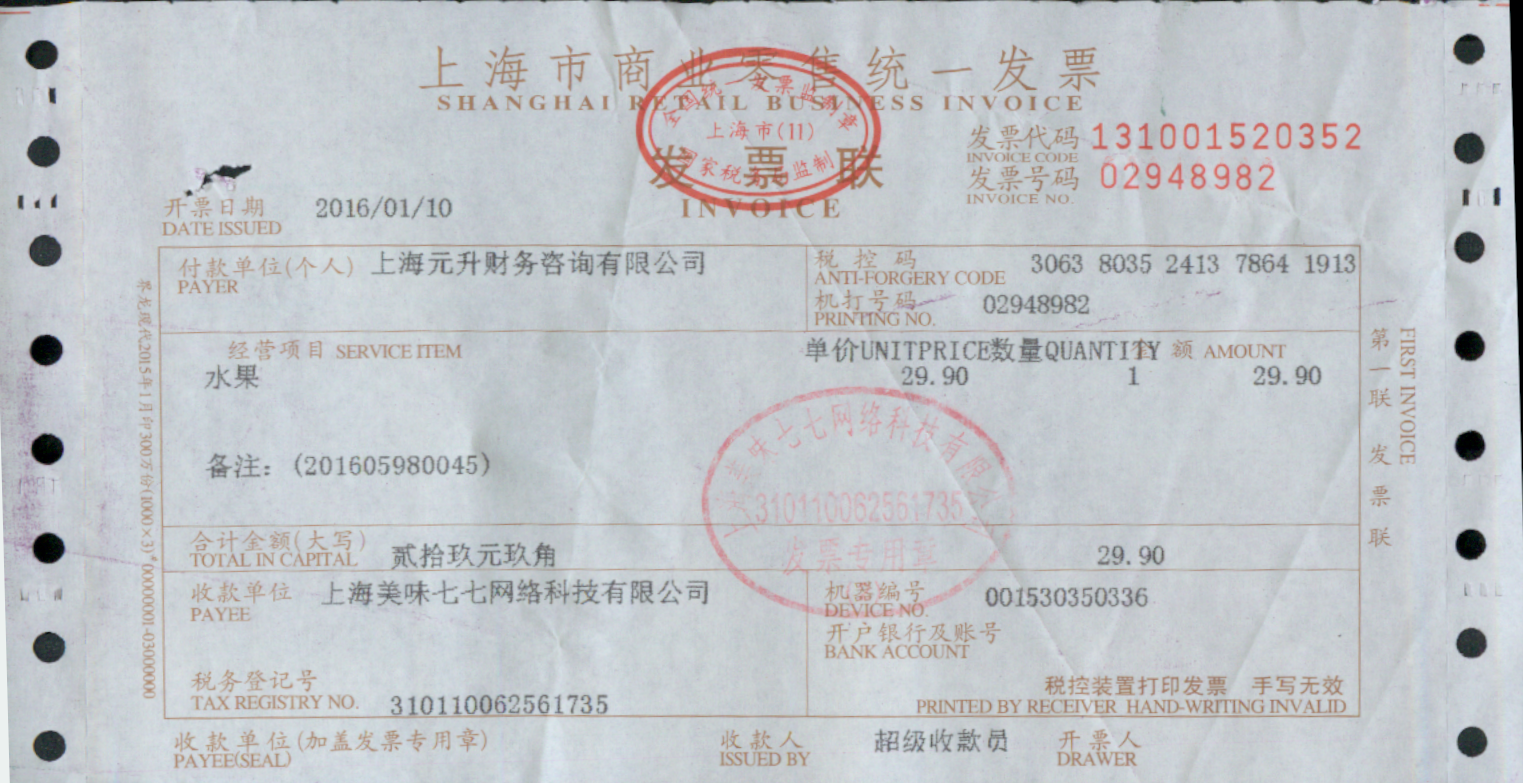 上海市商业零售统一发票
SHANGHAI RETAIL BUSINESS INVOICE
全国统一发票监制章
上海市(11)
国家税务局监制
发票联
INVOICE
发票代码 131001520352
INVOICE CODE
发票号码 02948982
INVOICE NO.
开票日期 2016/01/10
DATE ISSUED
付款单位(个人) 上海元升财务咨询有限公司
PAYER
税控码 3063 8035 2413 7864 1913
ANTI-FORGERY CODE
机打号码 02948982
PRINTING NO.
经营项目 SERVICE ITEM 单价UNITPRICE数量QUANTITY 额 AMOUNT
水果 29.90 1 29.90
备注: (201605980045)
上海美味七七网络科技有限
310110062561735
发票专用章
合计金额(大写) 贰拾玖元玖角 29.90
TOTAL IN CAPITAL
收款单位 上海美味七七网络科技有限公司
PAYEE
机器编号 001530350336
DEVICE NO.
开户银行及账号
BANK ACCOUNT
税务登记号
TAX REGISTRY NO. 310110062561735
税控装置打印发票 手写无效
PRINTED BY RECEIVER HAND-WRITING INVALID
收款单位(加盖发票专用章)
PAYEE(SEAL)
收款人 超级收款员
ISSUED BY
开票人
DRAWER
第一联 发票联
FIRST INVOICE
2015年1月印300万份(1000×3)
00000001-03000000